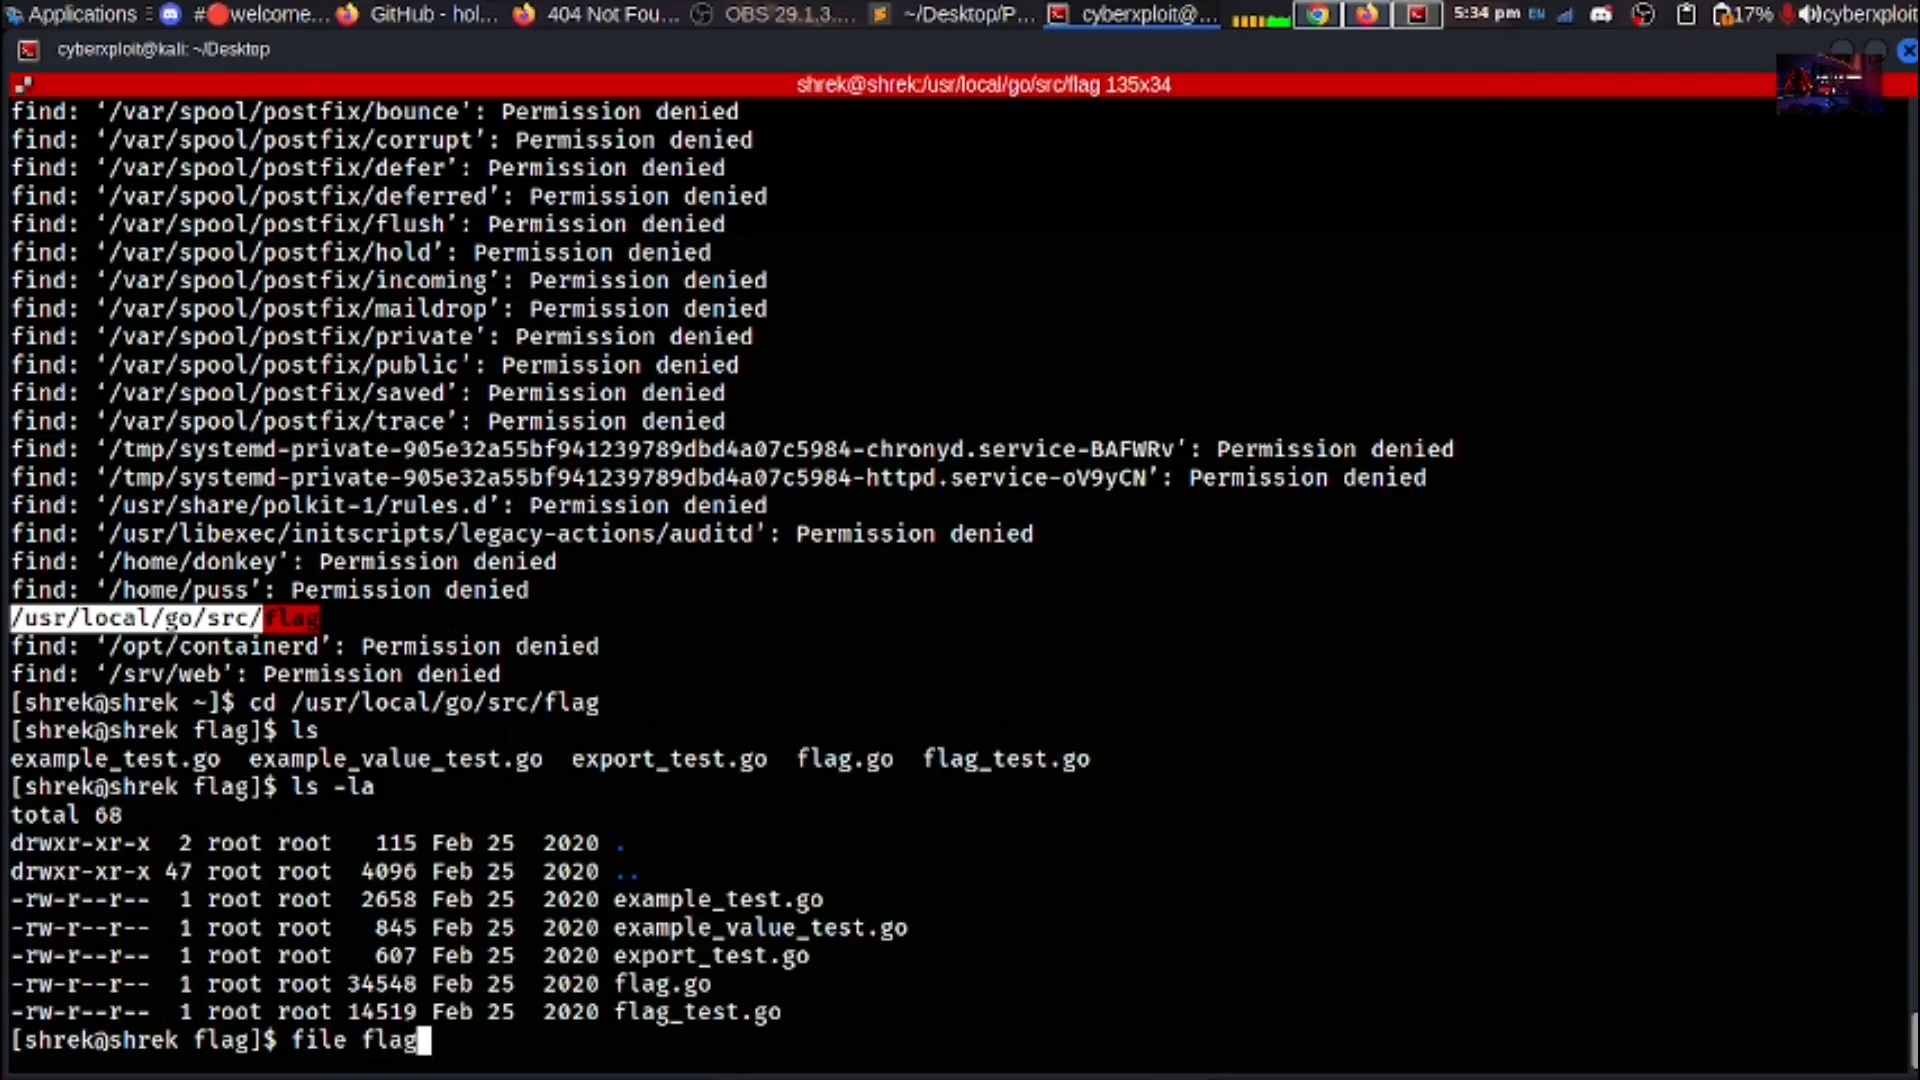 Applications #🔴welcome... GitHub - hol... 404 Not Fou... OBS 29.1.3.... ~/Desktop/P... cyberxploit@... 5:34 pm EN 17% cyberxploit
cyberxploit@kali: ~/Desktop
shrek@shrek:/usr/local/go/src/flag 135x34
find: ‘/var/spool/postfix/bounce’: Permission denied
find: ‘/var/spool/postfix/corrupt’: Permission denied
find: ‘/var/spool/postfix/defer’: Permission denied
find: ‘/var/spool/postfix/deferred’: Permission denied
find: ‘/var/spool/postfix/flush’: Permission denied
find: ‘/var/spool/postfix/hold’: Permission denied
find: ‘/var/spool/postfix/incoming’: Permission denied
find: ‘/var/spool/postfix/maildrop’: Permission denied
find: ‘/var/spool/postfix/private’: Permission denied
find: ‘/var/spool/postfix/public’: Permission denied
find: ‘/var/spool/postfix/saved’: Permission denied
find: ‘/var/spool/postfix/trace’: Permission denied
find: ‘/tmp/systemd-private-905e32a55bf941239789dbd4a07c5984-chronyd.service-BAFWRv’: Permission denied
find: ‘/tmp/systemd-private-905e32a55bf941239789dbd4a07c5984-httpd.service-oV9yCN’: Permission denied
find: ‘/usr/share/polkit-1/rules.d’: Permission denied
find: ‘/usr/libexec/initscripts/legacy-actions/auditd’: Permission denied
find: ‘/home/donkey’: Permission denied
find: ‘/home/puss’: Permission denied
/usr/local/go/src/flag
find: ‘/opt/containerd’: Permission denied
find: ‘/srv/web’: Permission denied
[shrek@shrek ~]$ cd /usr/local/go/src/flag
[shrek@shrek flag]$ ls
example_test.go  example_value_test.go  export_test.go  flag.go  flag_test.go
[shrek@shrek flag]$ ls -la
total 68
drwxr-xr-x  2 root root   115 Feb 25  2020 .
drwxr-xr-x 47 root root  4096 Feb 25  2020 ..
-rw-r--r--  1 root root  2658 Feb 25  2020 example_test.go
-rw-r--r--  1 root root   845 Feb 25  2020 example_value_test.go
-rw-r--r--  1 root root   607 Feb 25  2020 export_test.go
-rw-r--r--  1 root root 34548 Feb 25  2020 flag.go
-rw-r--r--  1 root root 14519 Feb 25  2020 flag_test.go
[shrek@shrek flag]$ file flag